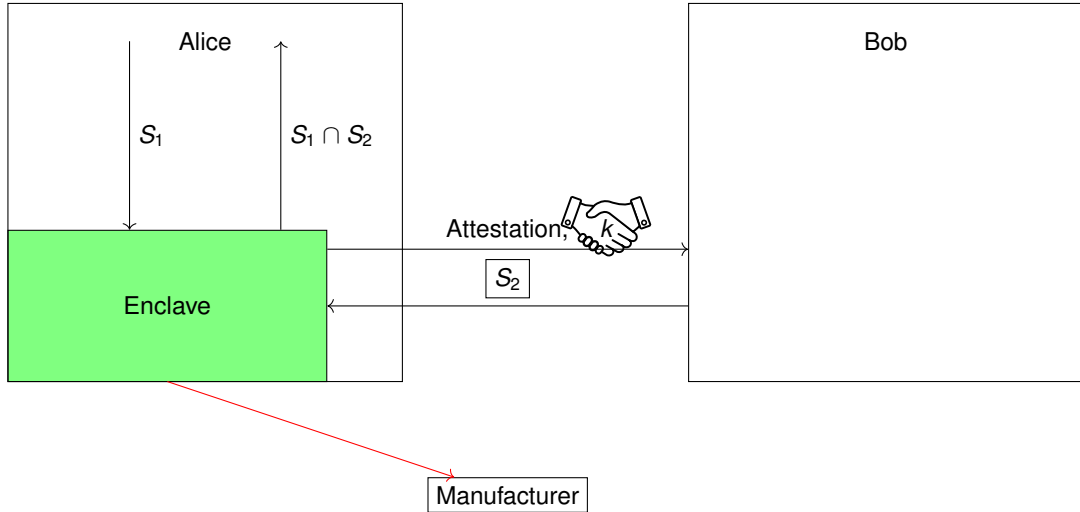 Alice
Bob
S₁
S₁ ∩ S₂
Attestation, k
S₂
Enclave
Manufacturer